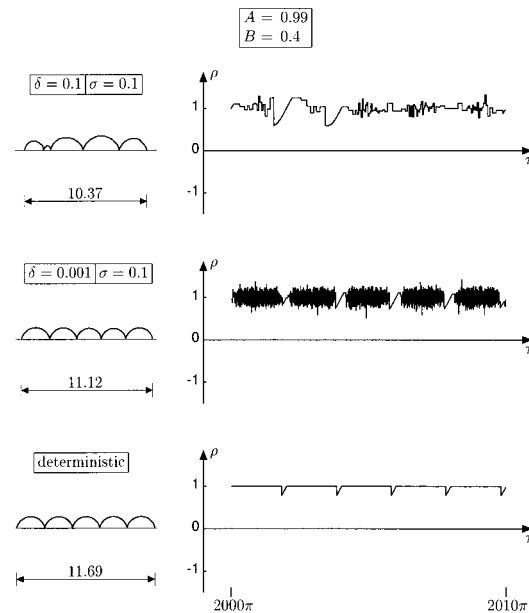 A = 0.99
B = 0.4
δ = 0.1 σ = 0.1
ρ
1
0
-1
τ
10.37
δ = 0.001 σ = 0.1
ρ
1
0
-1
τ
11.12
deterministic
ρ
1
0
-1
τ
11.69
2000π
2010π